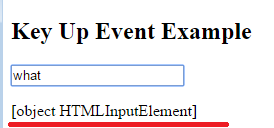 Key Up Event Example
what
[object HTMLInputElement]